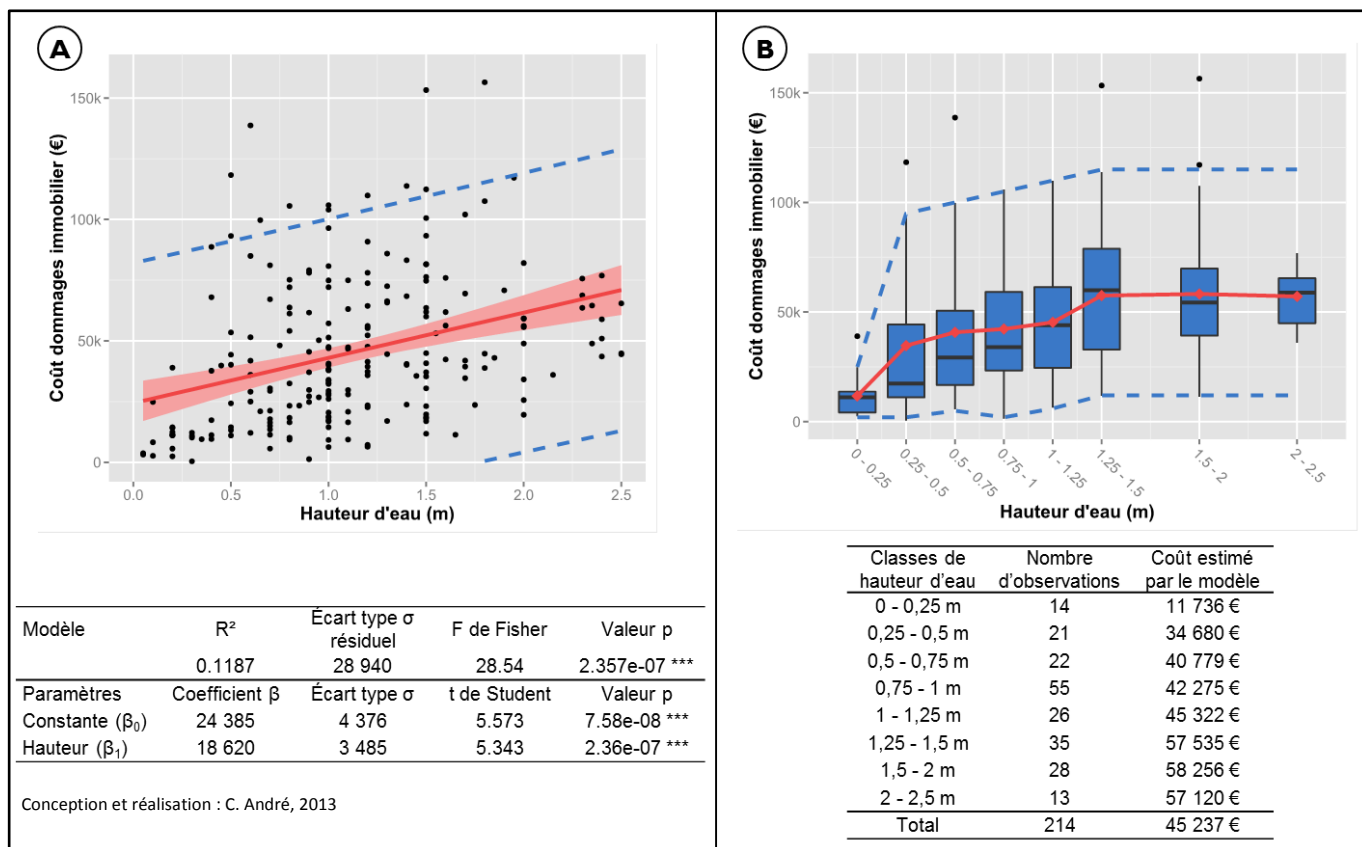 A
Coût dommages immobilier (€)
150k
100k
50k
0
0.0 0.5 1.0 1.5 2.0 2.5
Hauteur d'eau (m)
Modèle R² Écart type σ résiduel F de Fisher Valeur p
0.1187 28 940 28.54 2.357e-07 ***
Paramètres Coefficient β Écart type σ t de Student Valeur p
Constante (β₀) 24 385 4 376 5.573 7.58e-08 ***
Hauteur (β₁) 18 620 3 485 5.343 2.36e-07 ***
Conception et réalisation : C. André, 2013
B
Coût dommages immobilier (€)
150k
100k
50k
0
0 - 0.25 0.25 - 0.5 0.5 - 0.75 0.75 - 1 1 - 1.25 1.25 - 1.5 1.5 - 2 2 - 2.5
Hauteur d'eau (m)
Classes de hauteur d'eau Nombre d'observations Coût estimé par le modèle
0 - 0,25 m 14 11 736 €
0,25 - 0,5 m 21 34 680 €
0,5 - 0,75 m 22 40 779 €
0,75 - 1 m 55 42 275 €
1 - 1,25 m 26 45 322 €
1,25 - 1,5 m 35 57 535 €
1,5 - 2 m 28 58 256 €
2 - 2,5 m 13 57 120 €
Total 214 45 237 €